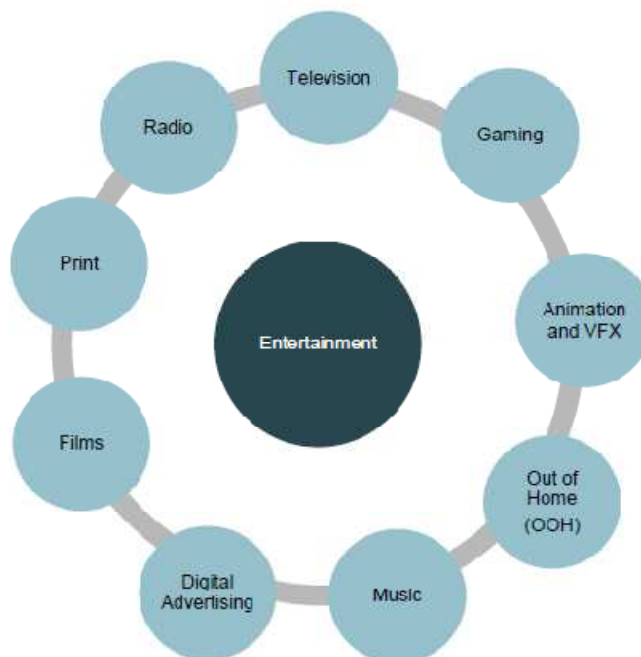 Television
Gaming
Animation
and VFX
Out of
Home
(OOH)
Music
Digital
Advertising
Films
Print
Radio
Entertainment